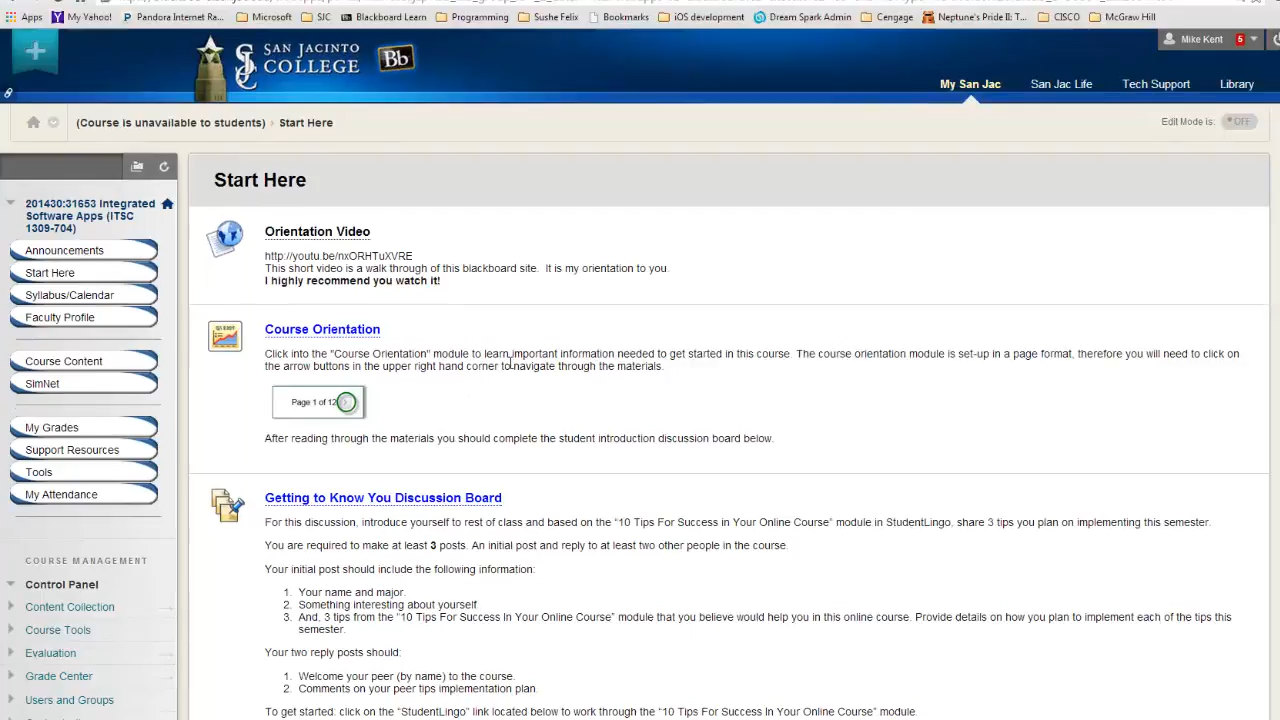 Apps Yahoo! Mail Pandora Internet Ra... Microsoft SJC Blackboard Learn Programming Sushe Felix Bookmarks iOS development Dream Spark Admin Cengage Neptune's Pride II: T... CISCO McGraw Hill
SAN JACINTO
COLLEGE
SJC
Bb
Mike Kent 5
My San Jac San Jac Life Tech Support Library
(Course is unavailable to students) Start Here
Edit Mode is: OFF
201430:31653 Integrated
Software Apps (ITSC
1309-704)
Announcements
Start Here
Syllabus/Calendar
Faculty Profile
Course Content
SimNet
My Grades
Support Resources
Tools
My Attendance
COURSE MANAGEMENT
Control Panel
Content Collection
Course Tools
Evaluation
Grade Center
Users and Groups
Start Here
Orientation Video
http://youtu.be/nxORHTuXVRE
This short video is a walk through of this blackboard site. It is my orientation to you.
I highly recommend you watch it!
Course Orientation
Click into the "Course Orientation" module to learn important information needed to get started in this course. The course orientation module is set-up in a page format, therefore you will need to click on
the arrow buttons in the upper right hand corner to navigate through the materials.
Page 1 of 12
After reading through the materials you should complete the student introduction discussion board below.
Getting to Know You Discussion Board
For this discussion, introduce yourself to rest of class and based on the “10 Tips For Success in Your Online Course” module in StudentLingo, share 3 tips you plan on implementing this semester.
You are required to make at least 3 posts. An initial post and reply to at least two other people in the course.
Your initial post should include the following information:
1. Your name and major.
2. Something interesting about yourself
3. And, 3 tips from the “10 Tips For Success In Your Online Course” module that you believe would help you in this online course. Provide details on how you plan to implement each of the tips this
semester.
Your two reply posts should:
1. Welcome your peer (by name) to the course.
2. Comments on your peer tips implementation plan.
To get started: click on the “StudentLingo” link located below to work through the “10 Tips For Success In Your Online Course” module.